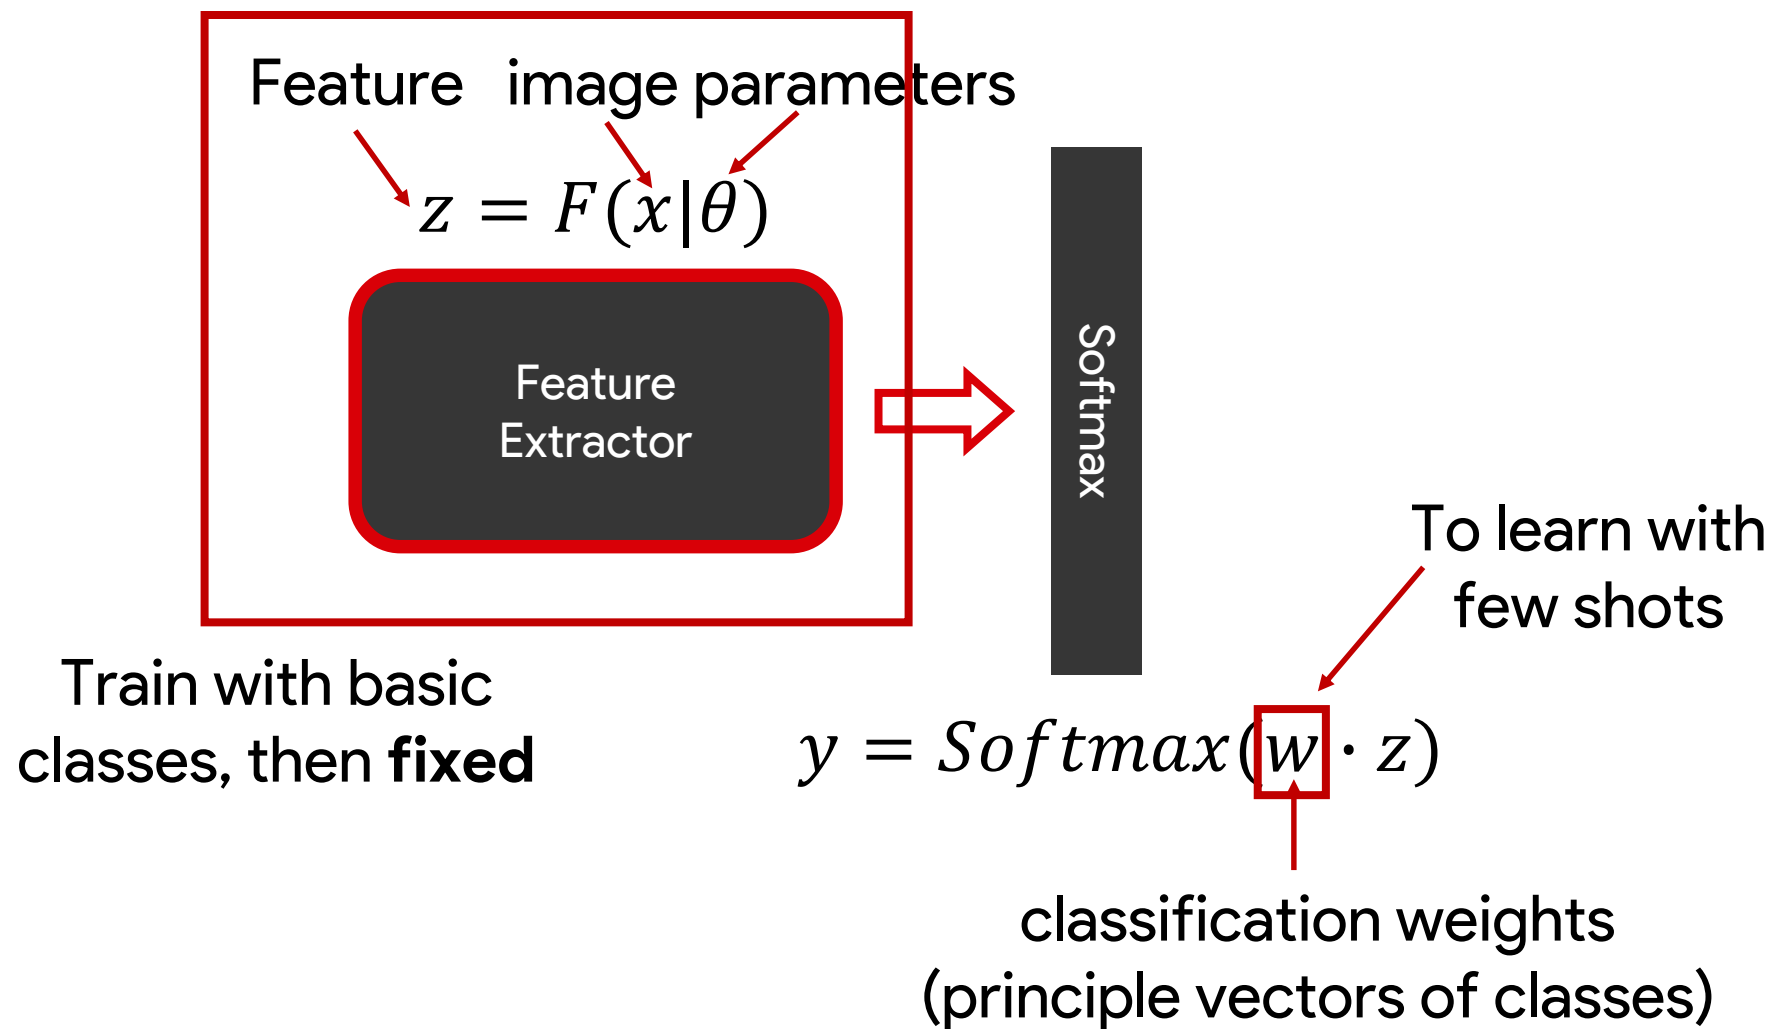 Feature image parameters
z = F(x|θ)
Feature
Extractor
Softmax
To learn with
few shots
Train with basic
classes, then fixed
y = Softmax(w · z)
classification weights
(principle vectors of classes)